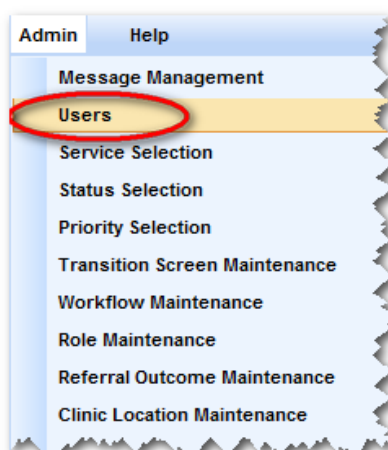 Admin Help
Message Management
Users
Service Selection
Status Selection
Priority Selection
Transition Screen Maintenance
Workflow Maintenance
Role Maintenance
Referral Outcome Maintenance
Clinic Location Maintenance